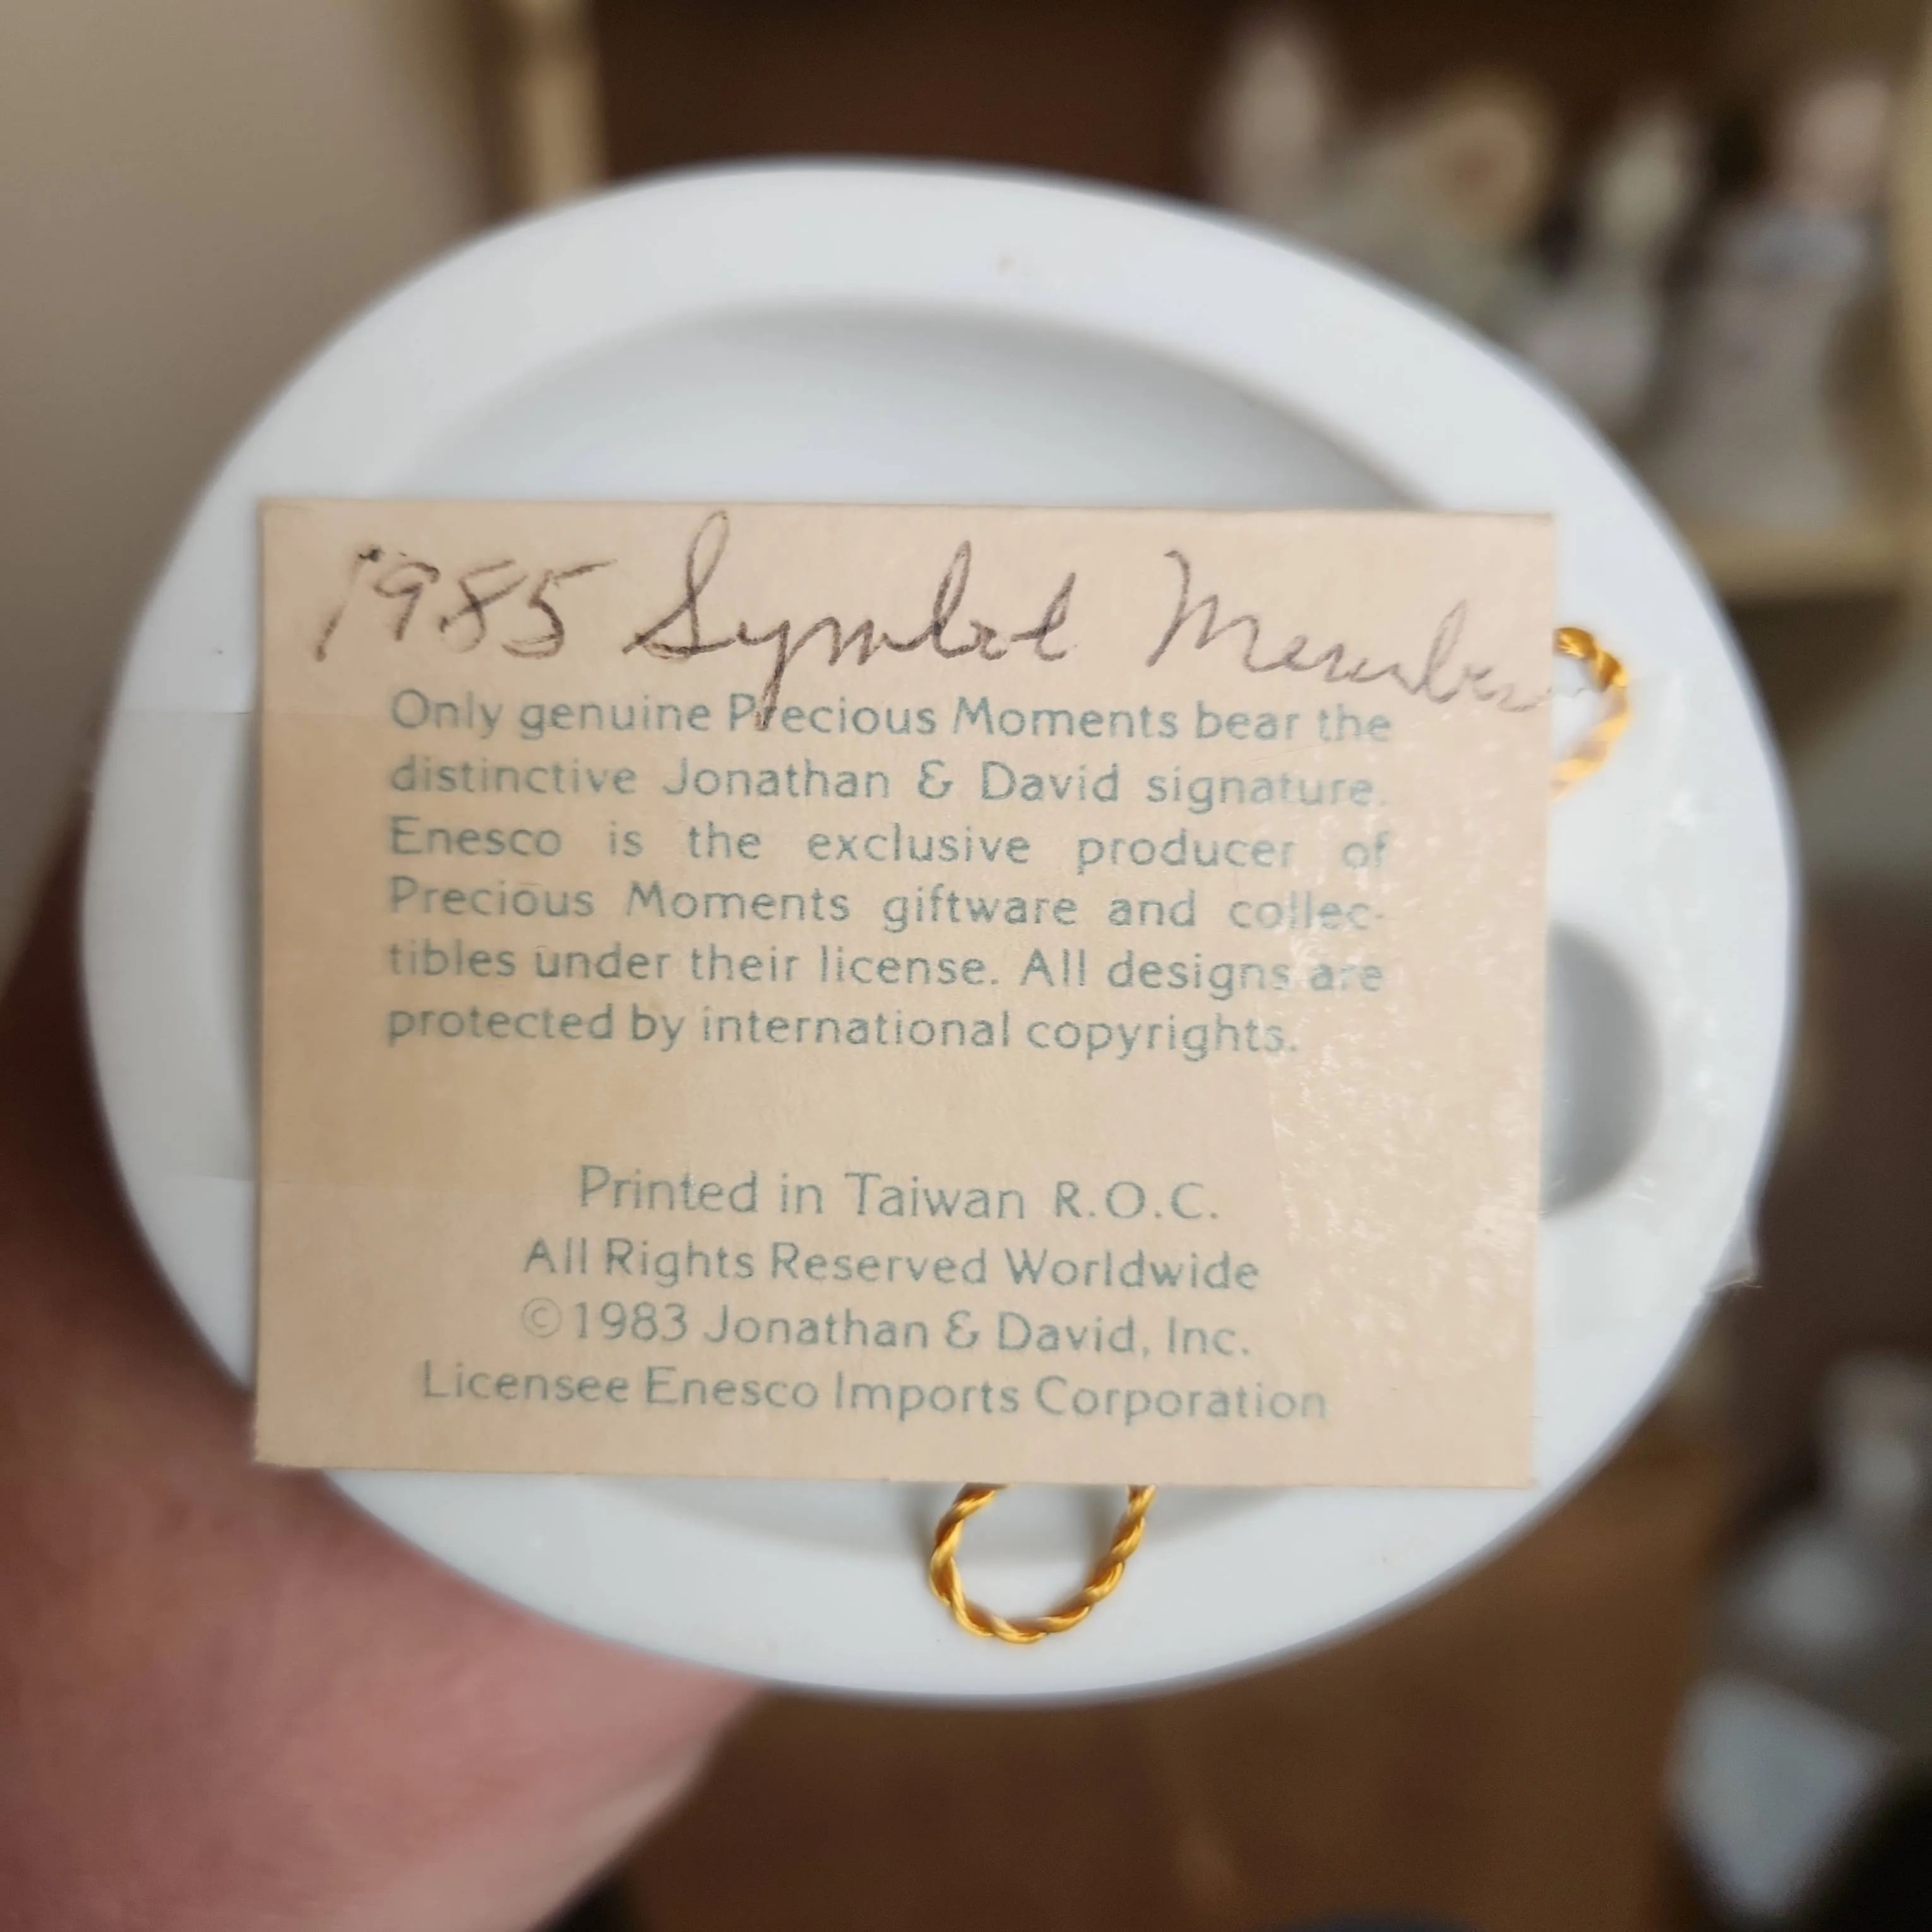 1985 Symbol Member
Only genuine Precious Moments bear the
distinctive Jonathan & David signature.
Enesco is the exclusive producer of
Precious Moments giftware and collec-
tibles under their license. All designs are
protected by international copyrights.
Printed in Taiwan R.O.C.
All Rights Reserved Worldwide
©1983 Jonathan & David, Inc.
Licensee Enesco Imports Corporation